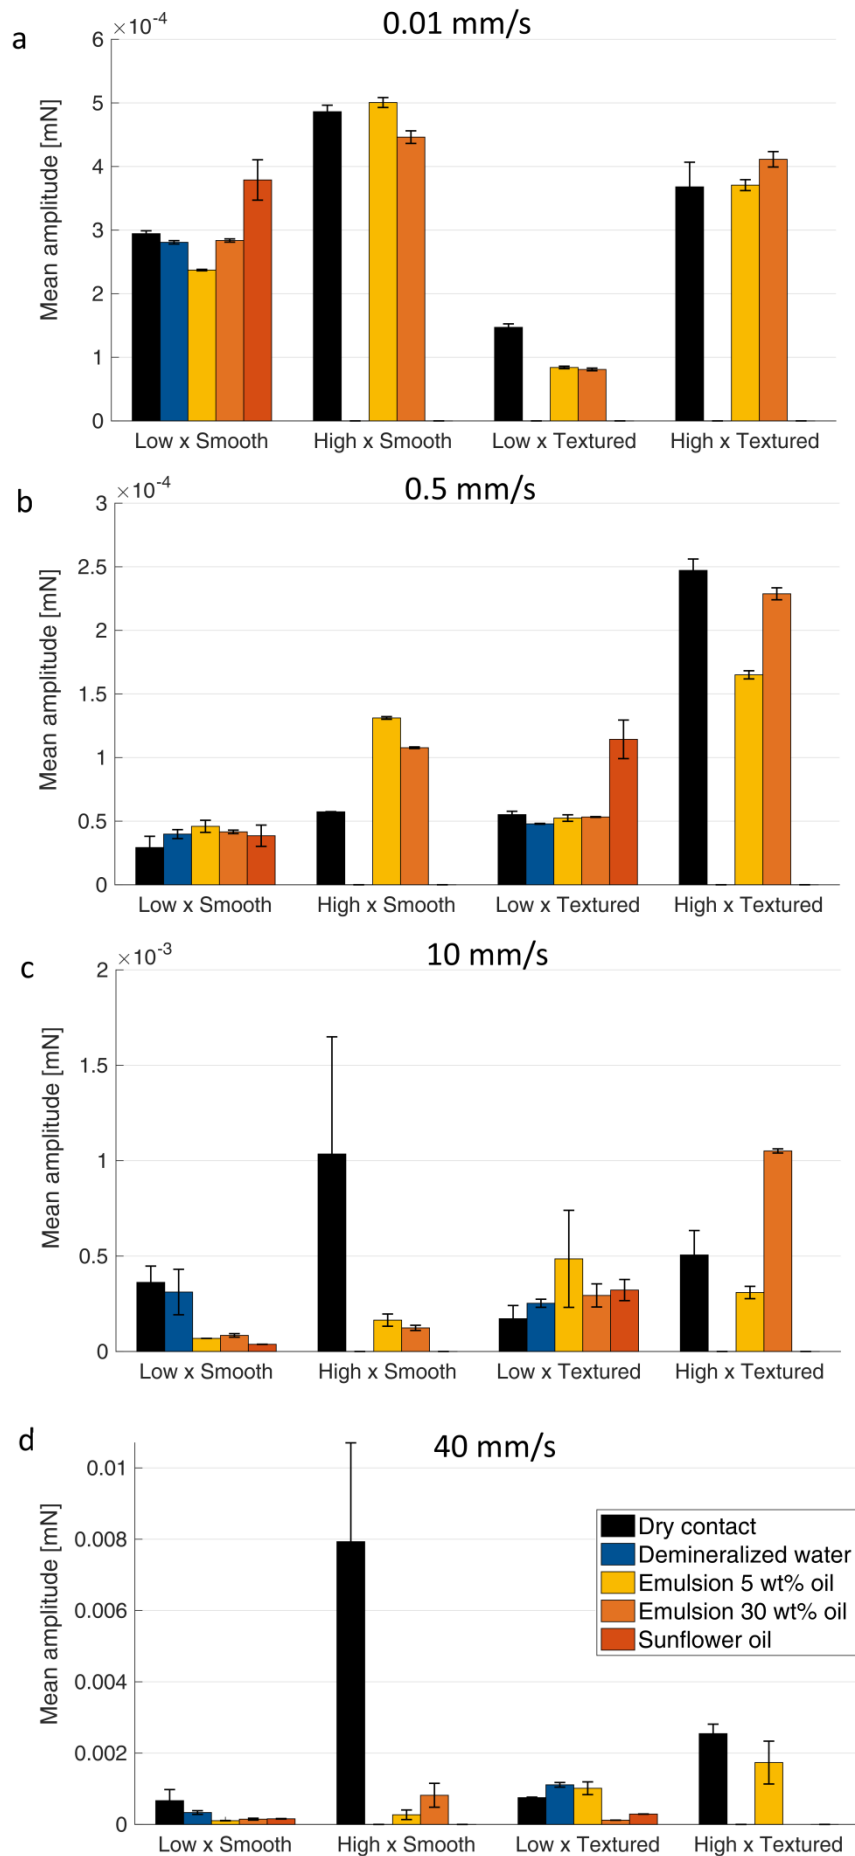 a
×10⁻⁴
0.01 mm/s
Mean amplitude [mN]
6
5
4
3
2
1
0
Low x Smooth High x Smooth Low x Textured High x Textured
b
×10⁻⁴
0.5 mm/s
Mean amplitude [mN]
3
2.5
2
1.5
1
0.5
0
Low x Smooth High x Smooth Low x Textured High x Textured
c
×10⁻³
10 mm/s
Mean amplitude [mN]
2
1.5
1
0.5
0
Low x Smooth High x Smooth Low x Textured High x Textured
d
40 mm/s
Mean amplitude [mN]
0.01
0.008
0.006
0.004
0.002
0
Dry contact
Demineralized water
Emulsion 5 wt% oil
Emulsion 30 wt% oil
Sunflower oil
Low x Smooth High x Smooth Low x Textured High x Textured